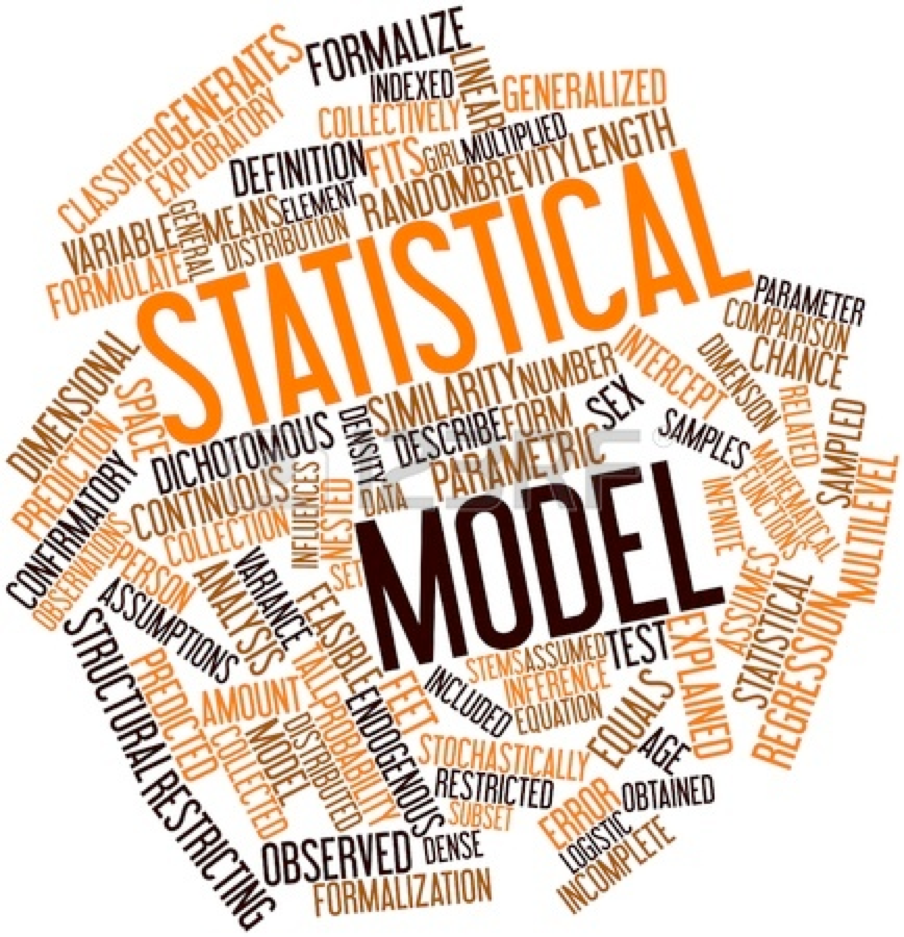 FORMALIZE
GENERATES
INDEXED
LINEAR
GENERALIZED
CLASSIFIED
EXPLORATORY
COLLECTIVELY
DEFINITION
FITS
GIRL
MULTIPLIED
LENGTH
VARIABLE
GENERAL
MEANS
ELEMENT
RANDOM
BREVITY
FORMULATE
DISTRIBUTION
STATISTICAL
PARAMETER
COMPARISON
CHANCE
DIMENSIONAL
SPACE
SIMILARITY
NUMBER
INTERCEPT
DIMENSION
RELATED
SAMPLED
PREDICTION
DICHOTOMOUS
DENSITY
DESCRIBE
FORM
SEX
SAMPLES
MATHEMATICAL
FUNCTIONS
MULTILEVEL
CONFIRMATORY
CONTINUOUS
INFLUENCES
NESTED
DATA
PARAMETRIC
INFINITE
OBSERVATIONS
COLLECTION
PERSON
VARIANCE
SET
MODEL
ASSUMES
STATISTICAL
REGRESSION
ASSUMPTIONS
ANALYSIS
FEASIBLE
STEMS
ASSUMED
TEST
EXPLAINED
STRUCTURAL
PREDICTED
AMOUNT
TALL
PROBABILITY
ENDOGENOUS
FEET
INCLUDED
INFERENCE
EQUATION
EQUALS
AGE
COLLECTED
MODEL
DISTRIBUTED
STOCHASTICALLY
RESTRICTED
SUBSET
ERROR
OBTAINED
RESTRICTING
OBSERVED
DENSE
LOGISTIC
INCOMPLETE
FORMALIZATION